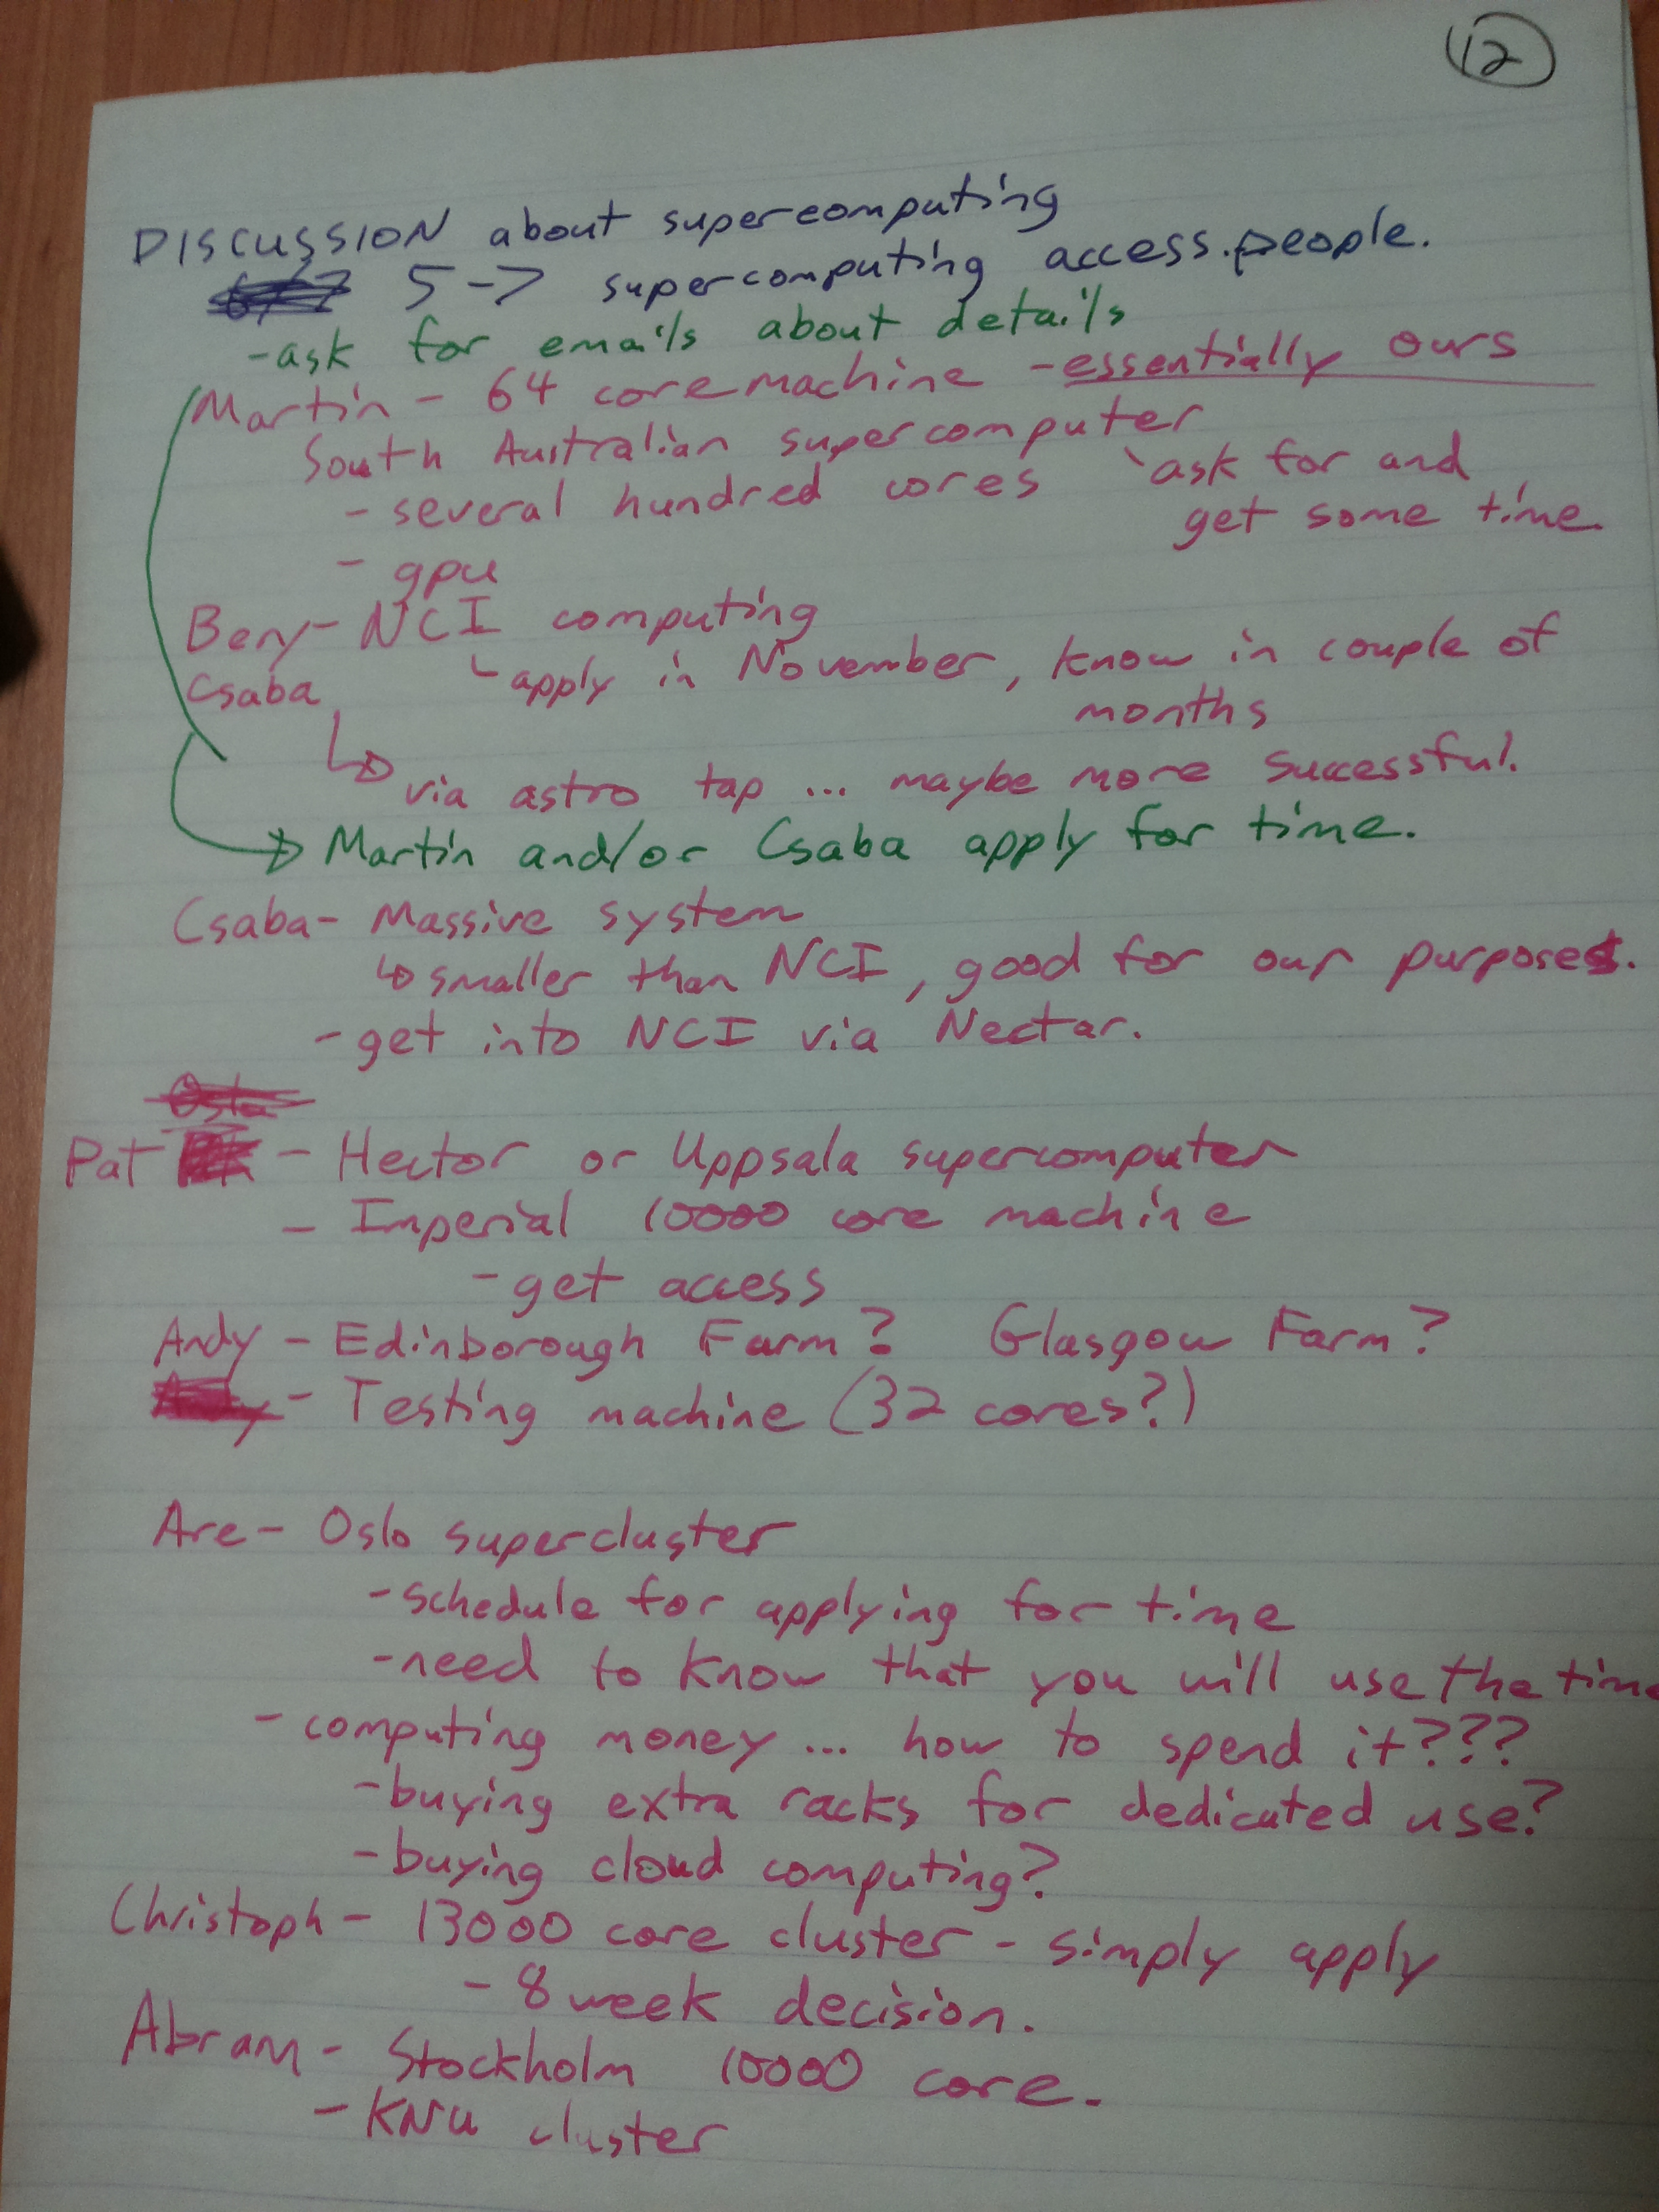 12
DISCUSSION about supercomputing
5 -> supercomputing access people.
-ask for emails about details
Martin - 64 core machine - essentially ours
South Australian supercomputer
- several hundred cores
ask for and
get some time
- gpu
- NCI computing
apply in November, know in couple of
months
Csaba
via astro tap ... maybe more successful.
Martin and/or Csaba apply for time.
Csaba - Massive system
smaller than NCI, good for our purposes.
- get into NCI via Nectar.
Pat - Hector or Uppsala supercomputer
- Imperial 10000 core machine
- get access
Andy - Edinborough Farm? Glasgow Farm?
- Testing machine (32 cores?)
Are - Oslo supercluster
- schedule for applying for time
- need to know that you will use the time
- computing money ... how to spend it???
- buying extra racks for dedicated use?
- buying cloud computing?
Christoph - 13000 core cluster - simply apply
- 8 week decision.
Abram - Stockholm 10000 core.
- KNU cluster